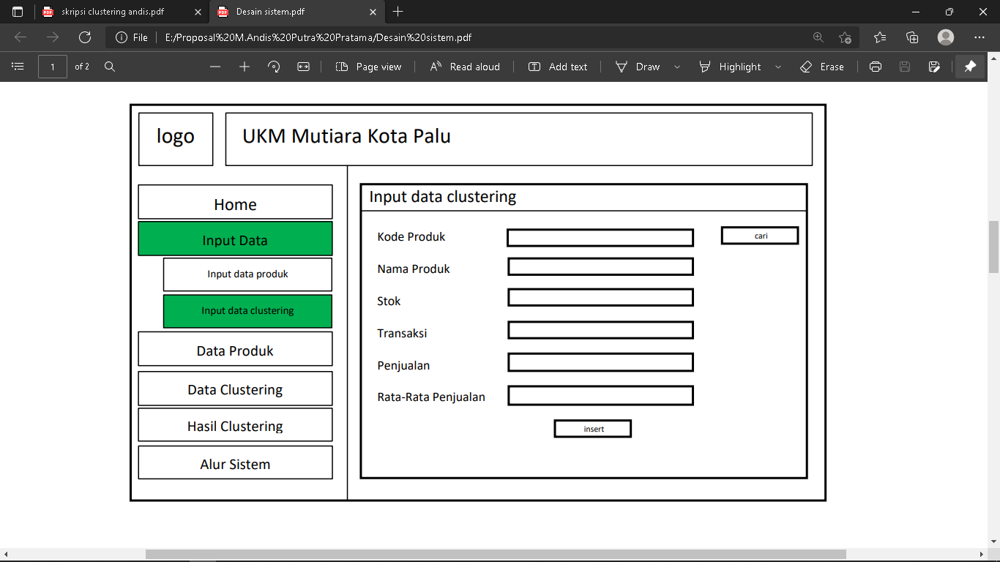 skripsi clustering andis.pdf
Desain sistem.pdf
File
E:/Proposal%20M.Andis%20Putra%20Pratama/Desain%20sistem.pdf
1 of 2
Page view
Read aloud
Add text
Draw
Highlight
Erase
logo
UKM Mutiara Kota Palu
Home
Input Data
Input data produk
Input data clustering
Data Produk
Data Clustering
Hasil Clustering
Alur Sistem
Input data clustering
Kode Produk
cari
Nama Produk
Stok
Transaksi
Penjualan
Rata-Rata Penjualan
insert